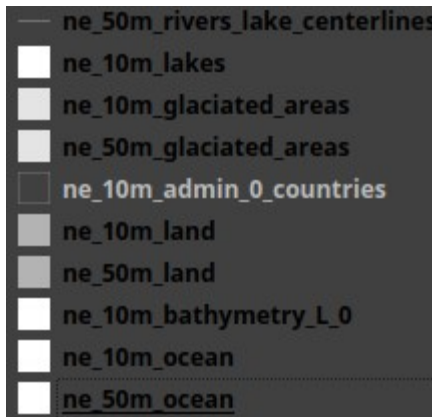 ne_50m_rivers_lake_centerlines
ne_10m_lakes
ne_10m_glaciated_areas
ne_50m_glaciated_areas
ne_10m_admin_0_countries
ne_10m_land
ne_50m_land
ne_10m_bathymetry_L_0
ne_10m_ocean
ne_50m_ocean